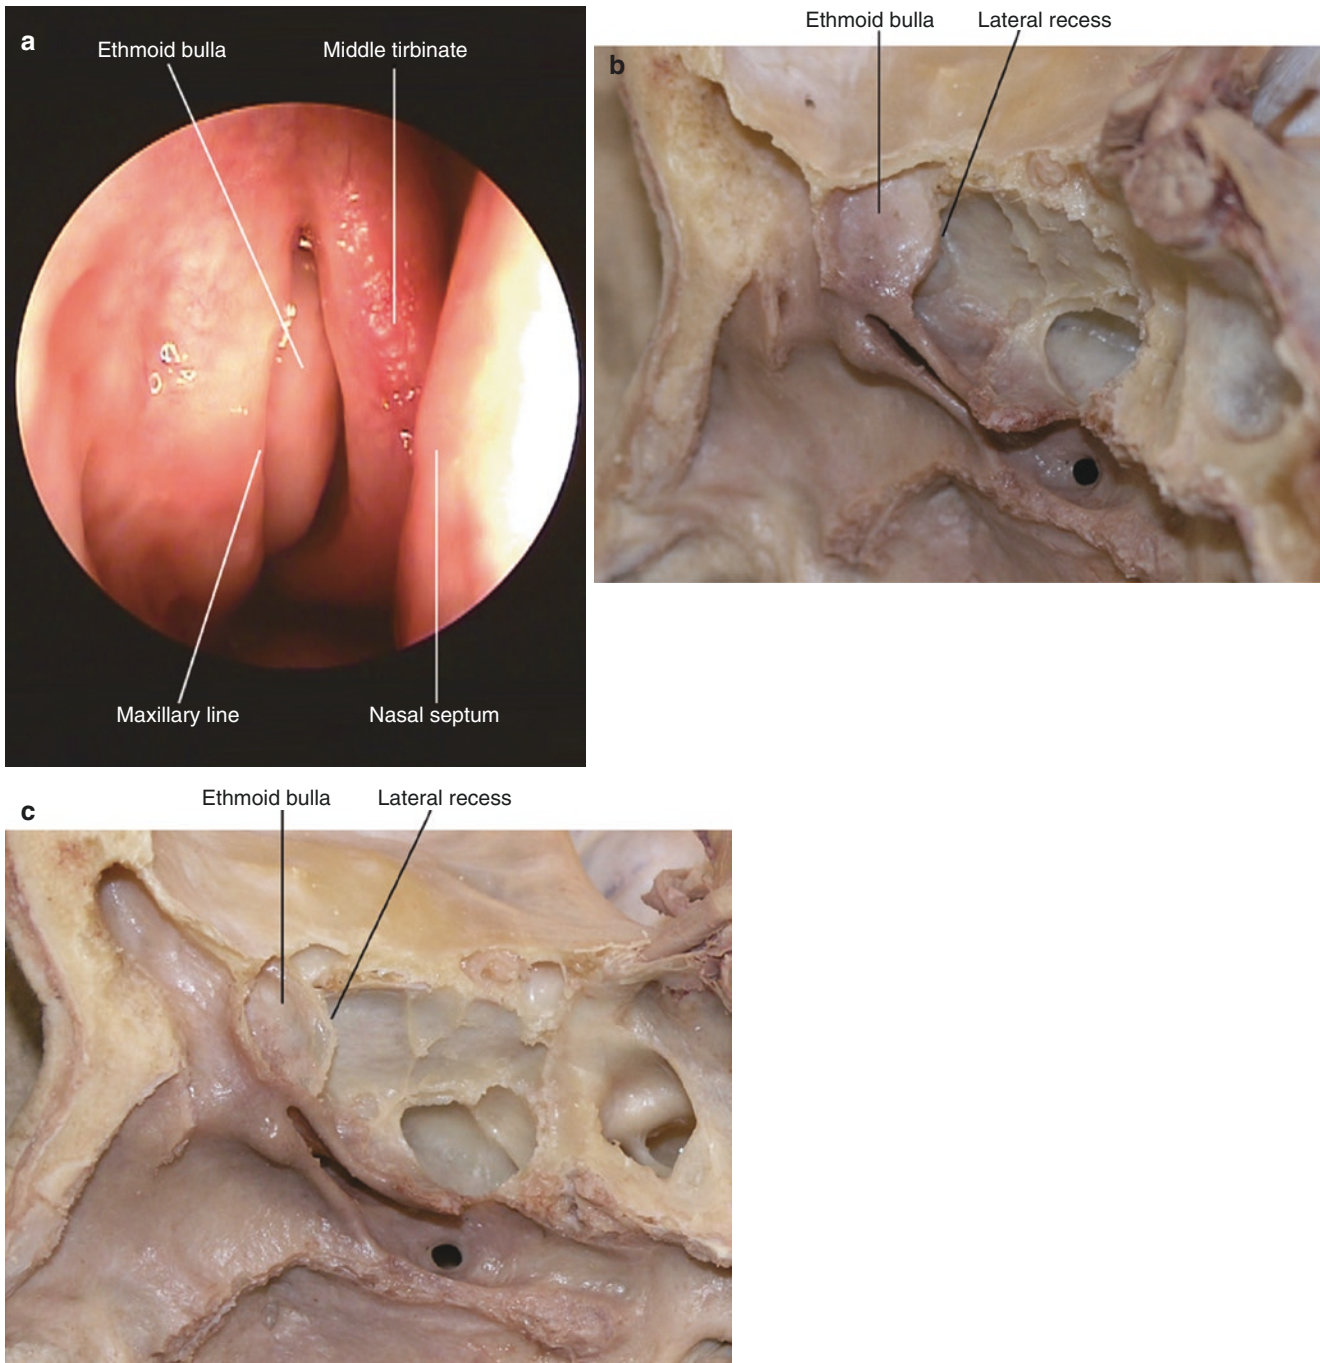 a
Ethmoid bulla
Middle tirbinate
Maxillary line
Nasal septum
Ethmoid bulla
Lateral recess
b
Ethmoid bulla
Lateral recess
c